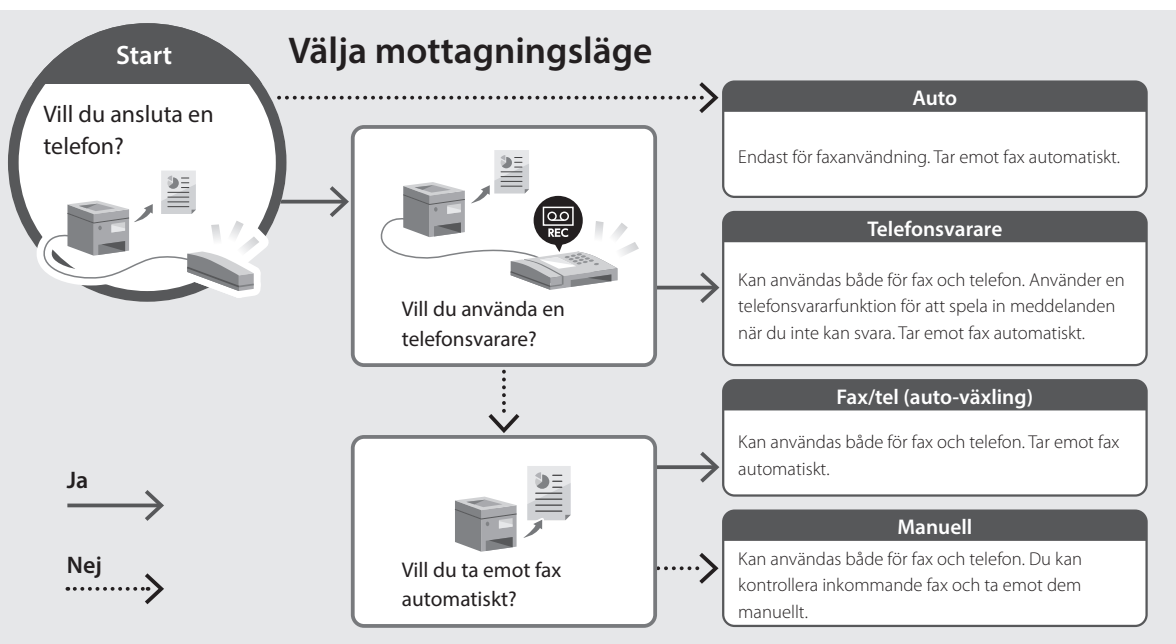 Välja mottagningsläge
Start
Vill du ansluta en
telefon?
REC
Vill du använda en
telefonsvarare?
Vill du ta emot fax
automatiskt?
Auto
Endast för faxanvändning. Tar emot fax automatiskt.
Telefonsvarare
Kan användas både för fax och telefon. Använder en
telefonsvararfunktion för att spela in meddelanden
när du inte kan svara. Tar emot fax automatiskt.
Fax/tel (auto-växling)
Kan användas både för fax och telefon. Tar emot fax
automatiskt.
Manuell
Kan användas både för fax och telefon. Du kan
kontrollera inkommande fax och ta emot dem
manuellt.
Ja
Nej